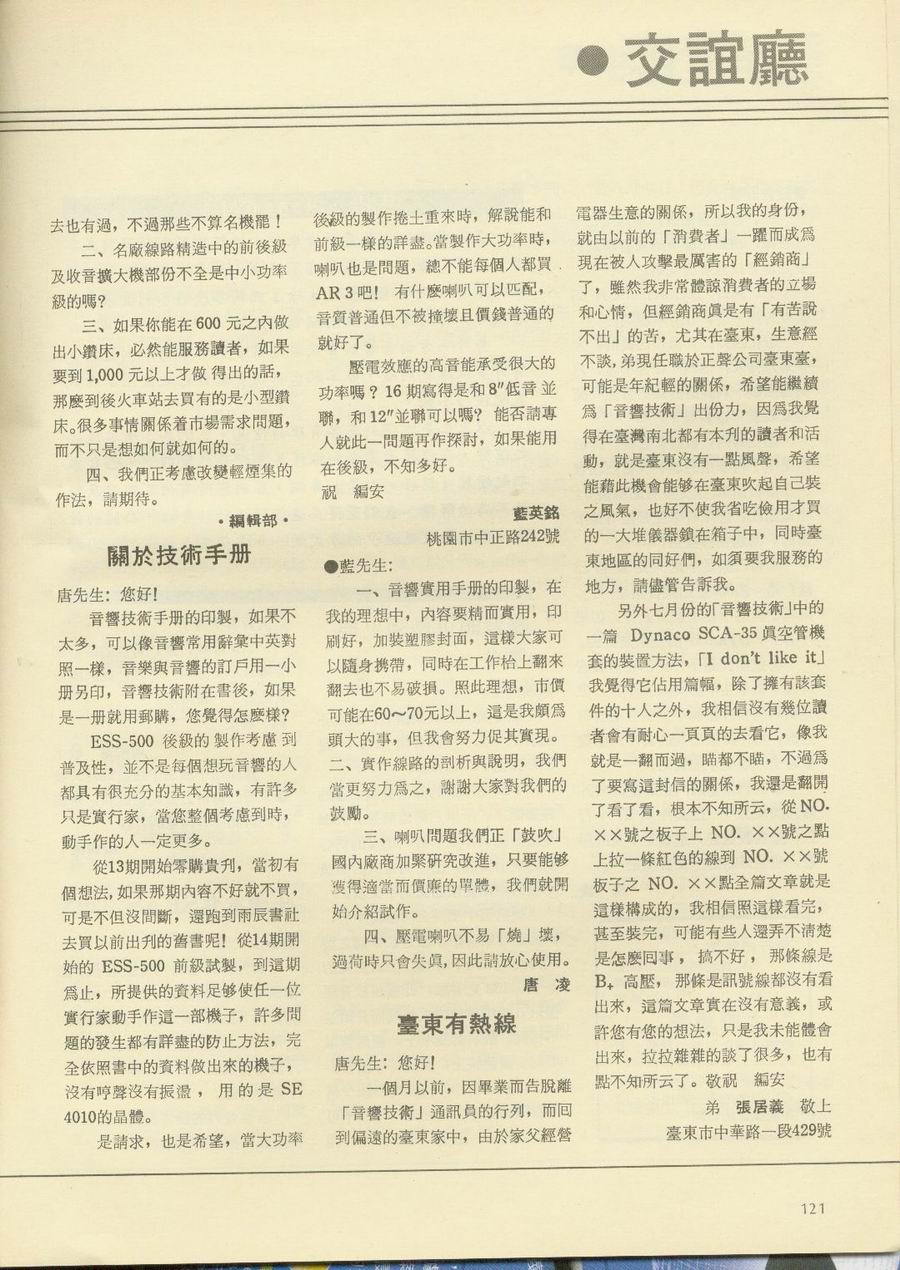 ●交誼廳
去也有過，不過那些不算名機罷！
二、名廠線路精造中的前後級
及收音擴大機部份不全是中小功率
級的嗎？
三、如果你能在600 元之內做
出小鑽床，必然能服務讀者，如果
要到1,000 元以上才做 得出的話，
那麽到後火車站去買有的是小型鑽
床。很多事情關係着市場需求問題，
而不只是想如何就如何的。
四、我們正考慮改變輕煙集的
作法，請期待。
・編輯部・
關於技術手册
唐先生：您好!
音響技術手册的印製，如果不
太多，可以像音響常用辭彙中英對
照一樣，音樂與音響的訂戶用一小
册另印，音響技術附在書後，如果
是一册就用郵購，您覺得怎麽樣？
ESS-500 後級的 製作考慮 到
普及性，並不是每個想玩音響的人
都具有很充分的基本知識，有許多
只是實行家，當您整個考慮到時，
動手作的人一定更多。
從13期開始零購貴刋，當初有
個想法，如果那期內容不好就不買，
可是不但沒間斷，還跑到雨辰書社
去買以前出刋的舊書呢! 從14期開
始的 ESS-500 前級試製，到這期
爲止，所提供的資料足够使任一位
實行家動手作這一部機子，許多問
題的發生都有詳盡的防止方法，完
全依照書中的資料做出來的機子，
沒有哼聲沒有振盪 ， 用 的 是 SE
4010的晶體。
是請求，也是希望，當大功率
後級的製作捲土重來時，解說能和
前級一樣的詳盡。當製作大功率時，
喇叭也是問題，總不能每個人都買
AR 3 吧! 有什麽喇叭可以匹配，
音質普通但不被撞壞且價錢普通的
就好了。
壓電效應的高音能承受很大的
功率嗎？16 期寫得是和 8″低音 並
聯，和 12″並聯可以嗎？ 能否請專
人就此一問題再作探討，如果能用
在後級，不知多好。
祝 編安
藍英銘
桃園市中正路242號
●藍先生：
一、音響實用手册的印製，在
我的理想中，內容要精而實用，印
刷好，加裝塑膠封面，這樣大家可
以隨身携帶，同時在工作枱上翻來
翻去也不易破損。照此理想，市價
可能在60～70元以上，這是我頗爲
頭大的事，但我會努力促其實現。
二、實作線路的剖析與說明，我們
當更努力爲之，謝謝大家對我們的
鼓勵。
三、喇叭問題我們正「鼓吹」
國內廠商加緊研究改進，只要能够
獲得適當而價廉的單體，我們就開
始介紹試作。
四、壓電喇叭不易「燒」壞，
過荷時只會失眞，因此請放心使用。
唐 凌
臺東有熱線
唐先生：您好!
一個月以前，因畢業而告脫離
「音響技術」通訊員的行列，而囘
到偏遠的臺東家中，由於家父經營
電器生意的關係，所以我的身份，
就由以前的「消費者」一躍而成爲
現在被人攻擊最厲害的「經銷商」
了，雖然我非常體諒消費者的立場
和心情，但經銷商眞是有「有苦說
不出」的苦，尤其在臺東，生意經
不談，弟現任職於正聲公司臺東臺，
可能是年紀輕的關係，希望能繼續
爲「音響技術」出份力，因爲我覺
得在臺灣南北都有本刋的讀者和活
動，就是臺東沒有一點風聲，希望
能藉此機會能够在臺東吹起自己裝
之風氣，也好不使我省吃儉用才買
的一大堆儀器鎖在箱子中，同時臺
東地區的同好們，如須要我服務的
地方，請儘管告訴我。
另外七月份的「音響技術」中的
一篇 Dynaco SCA-35 眞空管機
套的裝置方法，「I don't like it」
我覺得它佔用篇幅，除了擁有該套
件的十人之外，我相信沒有幾位讀
者會有耐心一頁頁的去看它，像我
就是一翻而過，瞄都不瞄，不過爲
了要寫這封信的關係，我還是翻開
了看了看，根本不知所云，從 NO.
××號之板子上 NO. ××號之點
上拉一條紅色的線到 NO. ××號
板子之 NO. ××點全篇文章就是
這樣構成的，我相信照這樣看完，
甚至裝完，可能有些人還弄不淸楚
是怎麽囘事 ， 搞不好 ， 那條線是
B+ 高壓， 那條是訊號線都沒有看
出來，這篇文章實在沒有意義，或
許您有您的想法，只是我未能體會
出來，拉拉雜雜的談了很多，也有
點不知所云了。敬祝 編安
弟 張居義 敬上
臺東市中華路一段429號
121